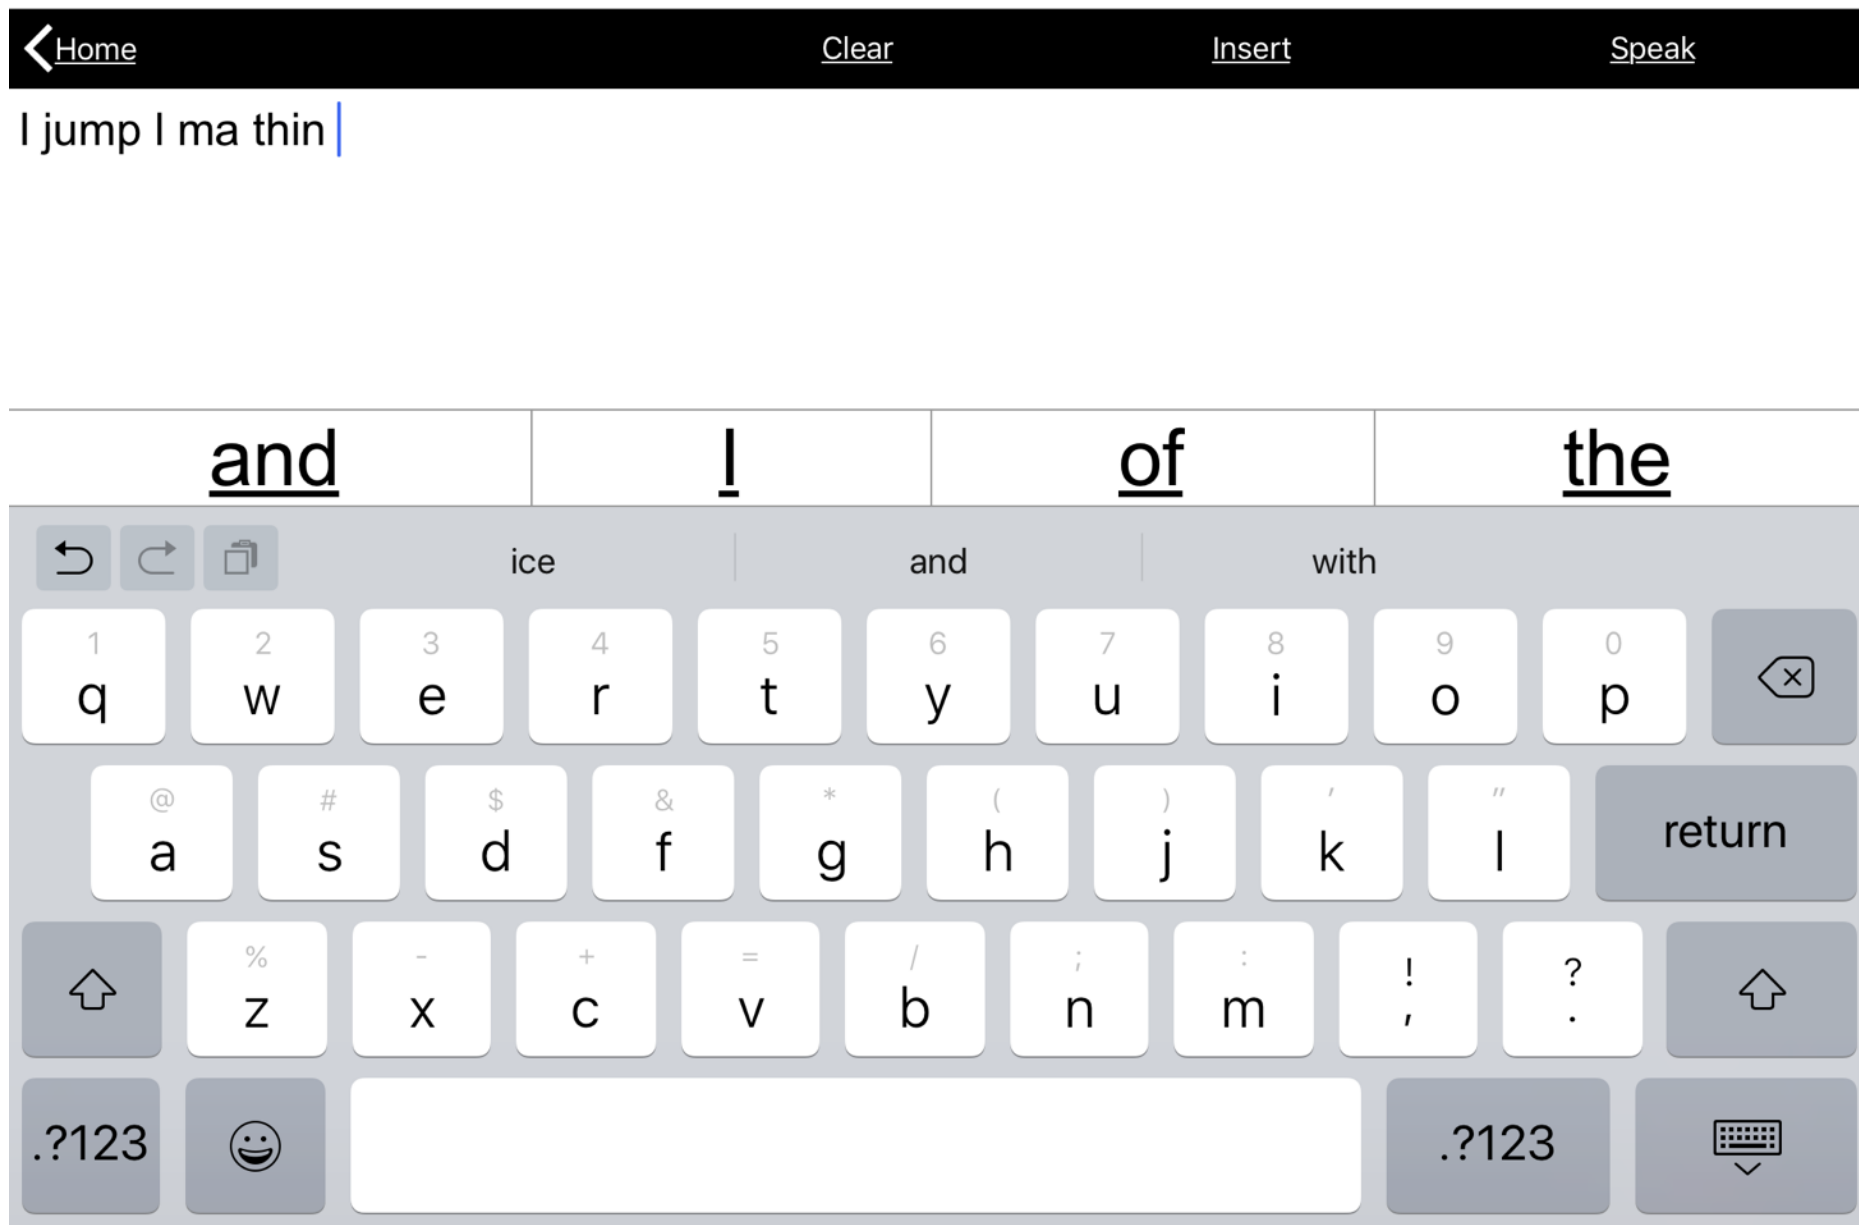 Home Clear Insert Speak
I jump I ma thin
and I of the
ice and with
1 2 3 4 5 6 7 8 9 0
q w e r t y u i o p
@ # $ & * ( ) ' "
a s d f g h j k l return
% - + = / ; : ! ?
z x c v b n m , .
.?123 .?123